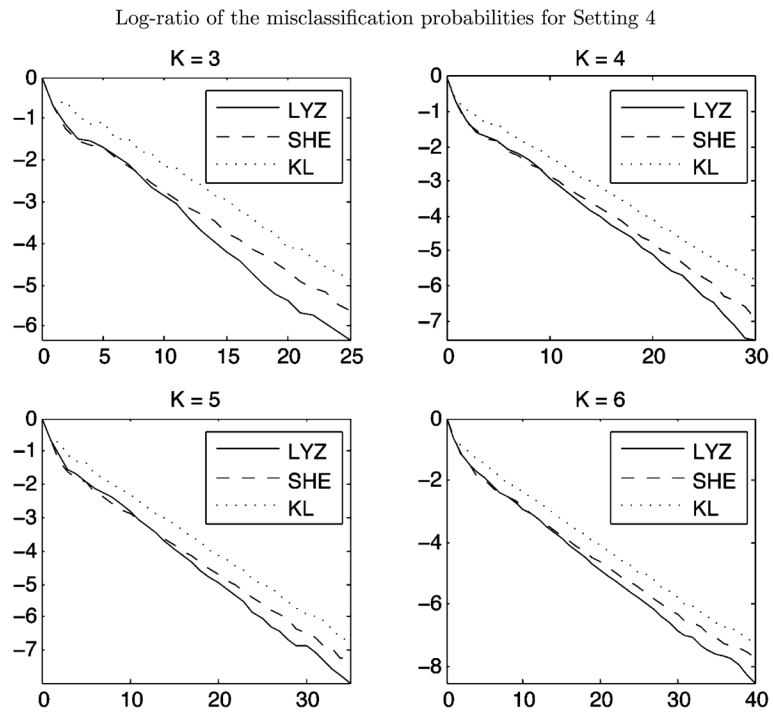 Log-ratio of the misclassification probabilities for Setting 4
K = 3
0
−1
−2
−3
−4
−5
−6
LYZ
SHE
KL
0 5 10 15 20 25
K = 4
0
−1
−2
−3
−4
−5
−6
−7
LYZ
SHE
KL
0 10 20 30
K = 5
0
−1
−2
−3
−4
−5
−6
−7
LYZ
SHE
KL
0 10 20 30
K = 6
0
−2
−4
−6
−8
LYZ
SHE
KL
0 10 20 30 40